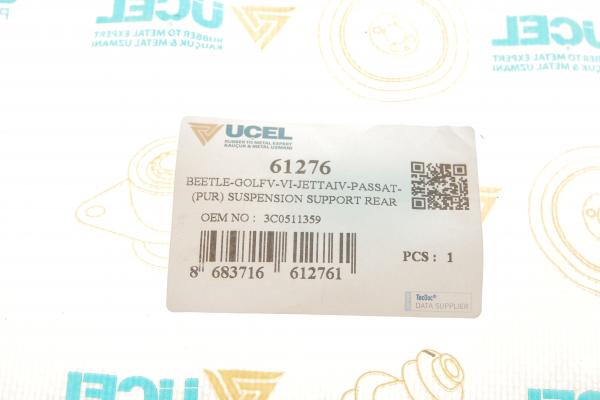 UCEL
RUBBER TO METAL EXPERT
KAUÇUK & METAL UZMANI
UCEL
RUBBER TO METAL EXPERT
KAUÇUK & METAL UZMANI
UCEL
RUBBER TO METAL EXPERT
KAUÇUK & METAL UZMANI
61276
BEETLE-GOLFV-VI-JETTAIV-PASSAT-
(PUR) SUSPENSION SUPPORT REAR
OEM NO : 3C0511359
PCS : 1
8 683716 612761
TecDoc®
DATA SUPPLIER
UCEL
UCEL